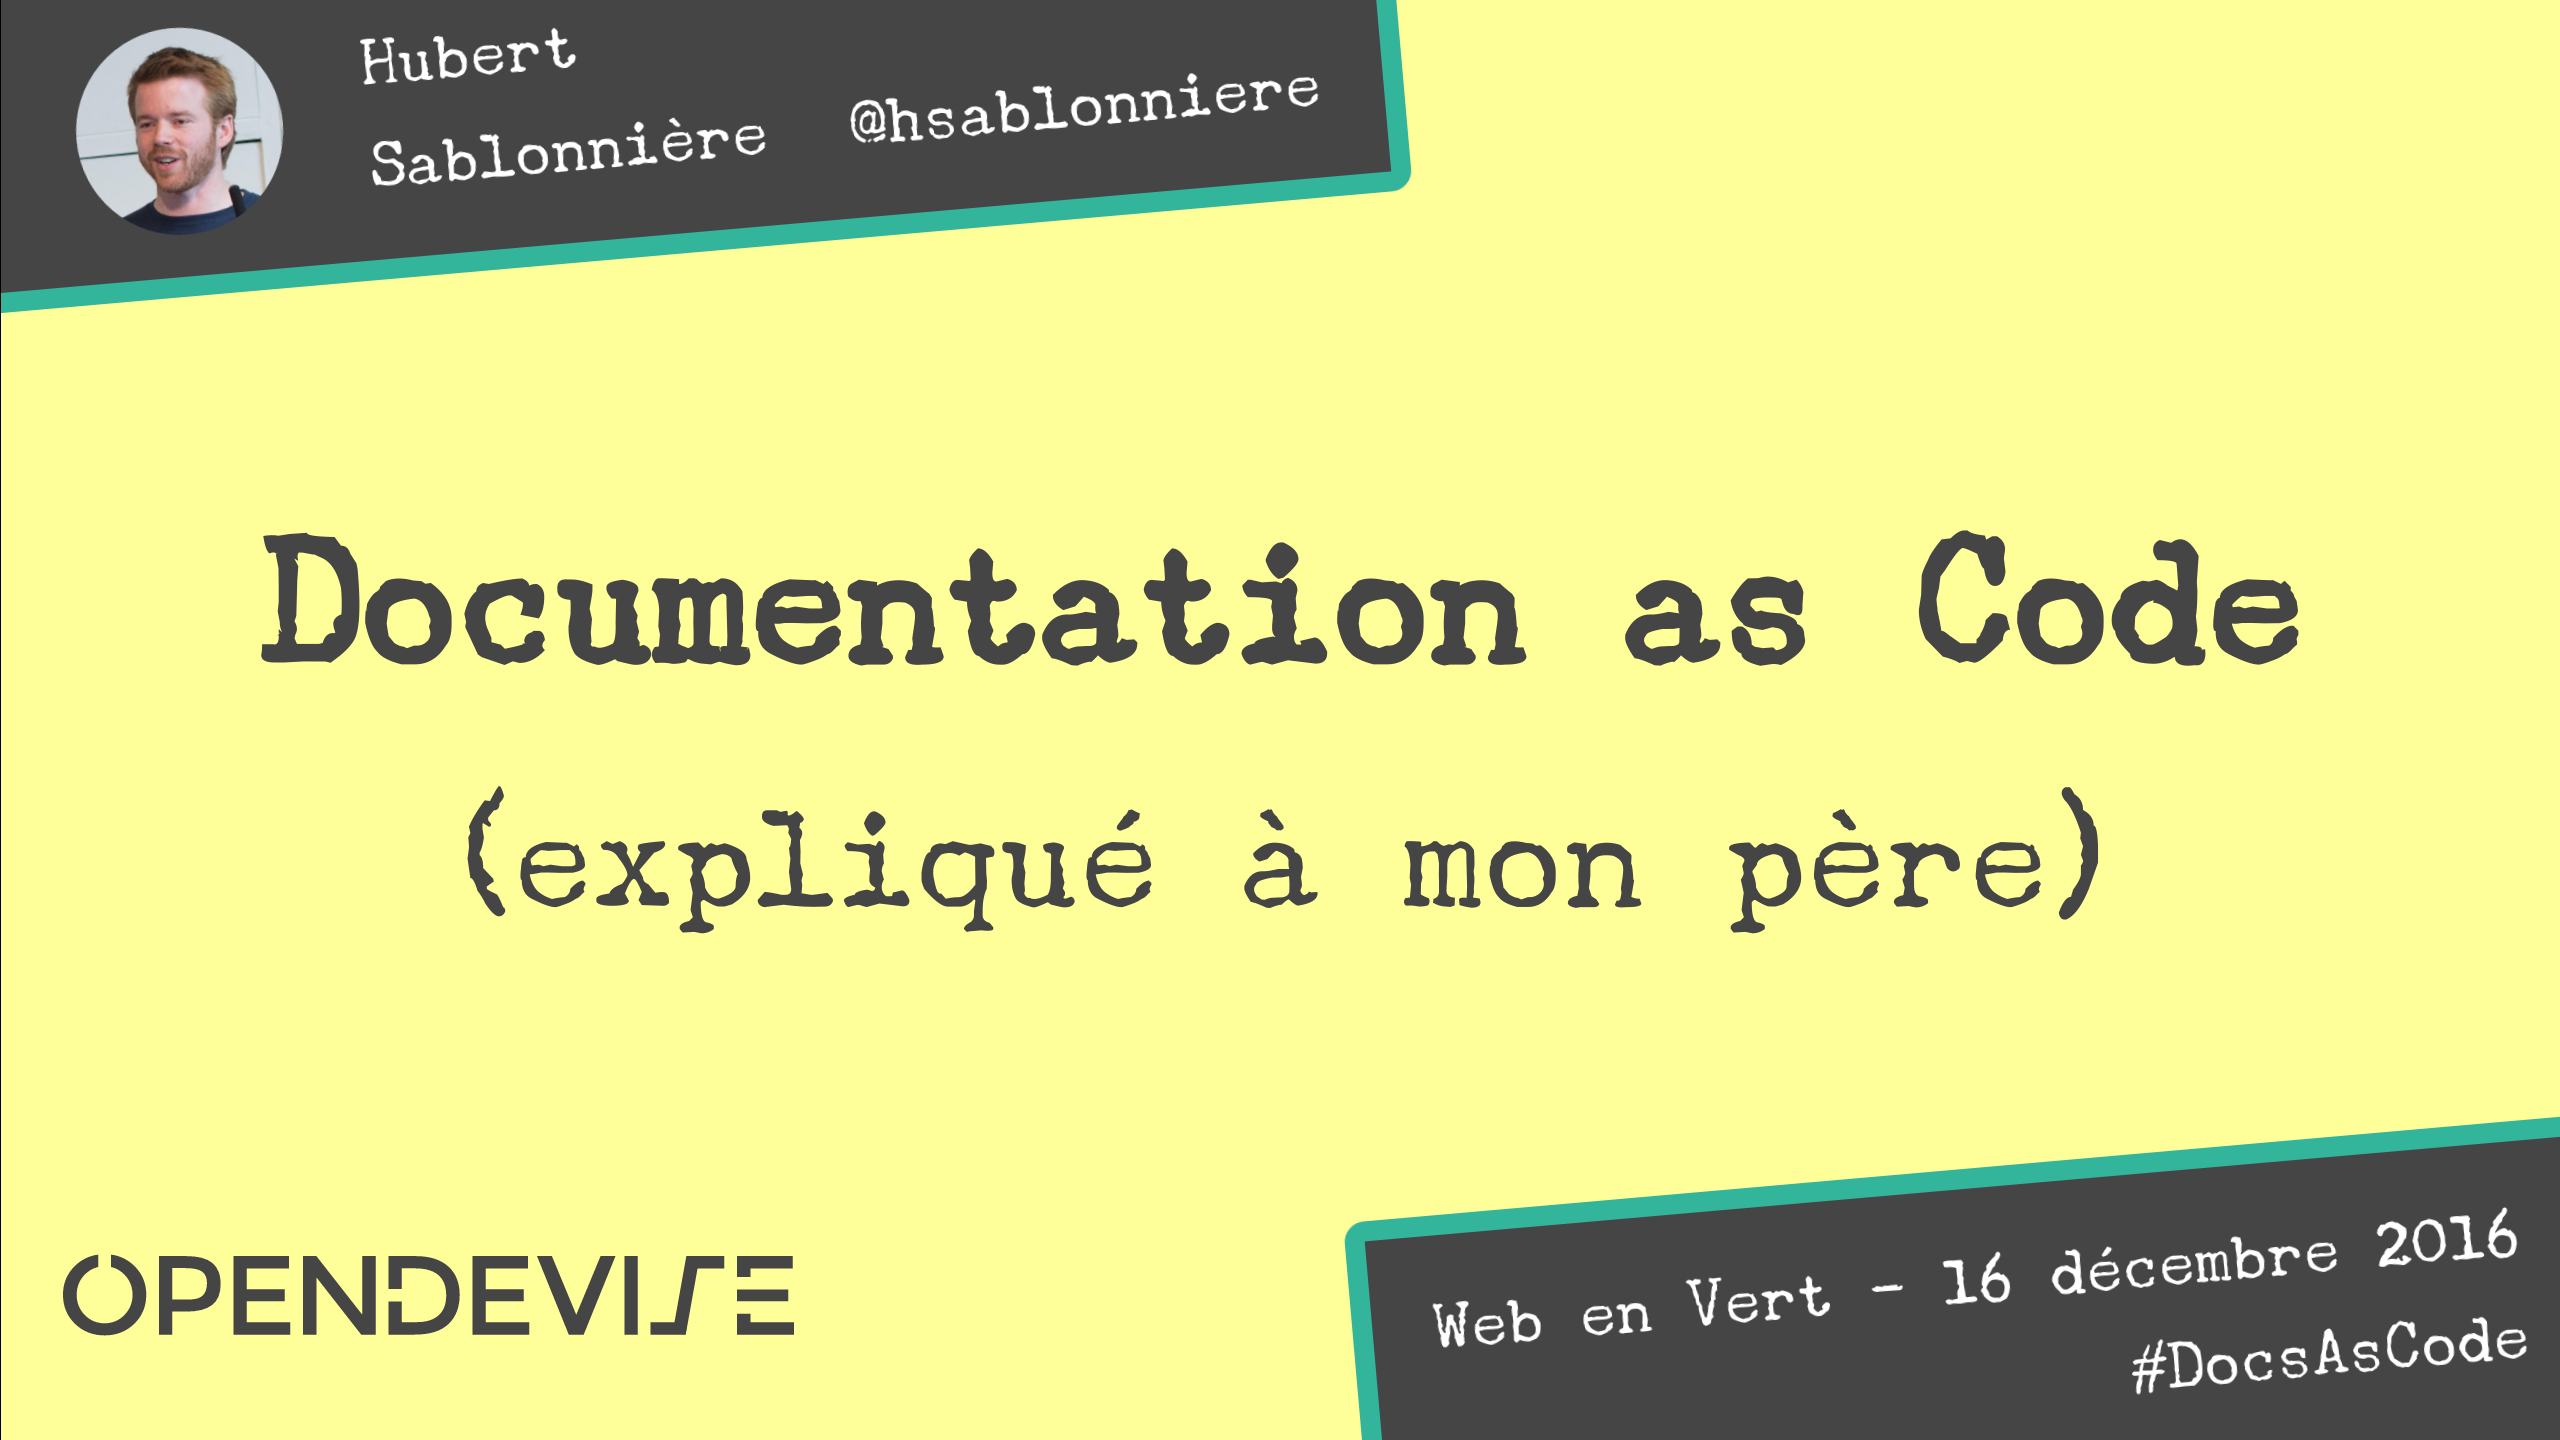 Hubert
Sablonnière @hsablonniere
Documentation as Code
(expliqué à mon père)
OPENDEVISE
Web en Vert - 16 décembre 2016
#DocsAsCode